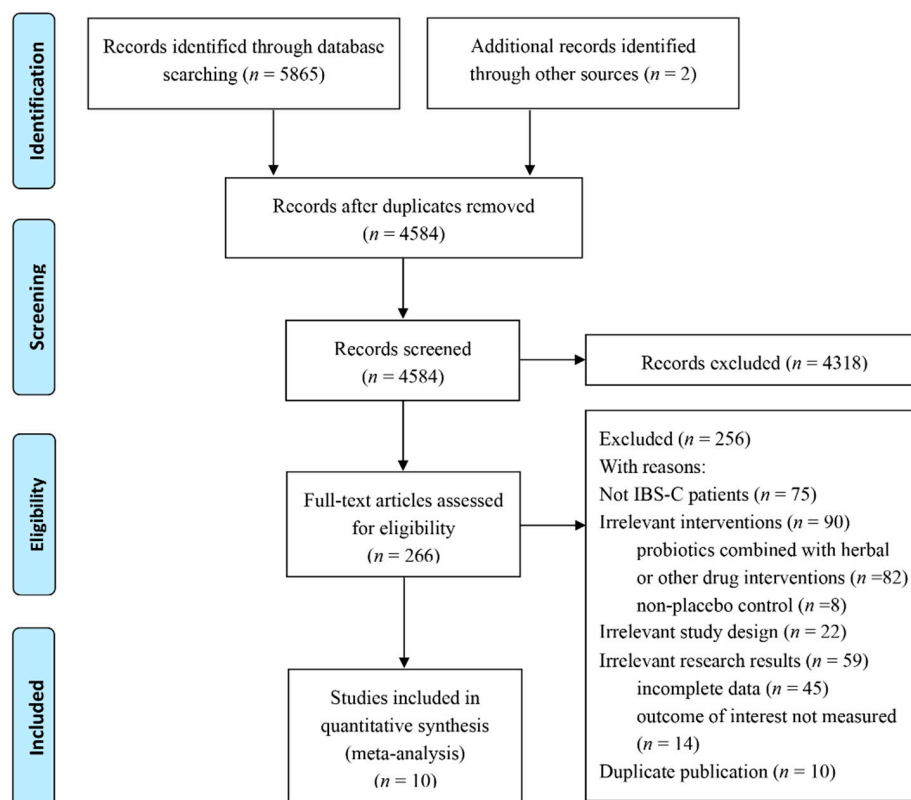 Identification
Records identified through database
searching (n = 5865)
Additional records identified
through other sources (n = 2)
Records after duplicates removed
(n = 4584)
Screening
Records screened
(n = 4584)
Records excluded (n = 4318)
Eligibility
Full-text articles assessed
for eligibility
(n = 266)
Excluded (n = 256)
With reasons:
Not IBS-C patients (n = 75)
Irrelevant interventions (n = 90)
probiotics combined with herbal
or other drug interventions (n =82)
non-placebo control (n =8)
Irrelevant study design (n = 22)
Irrelevant research results (n = 59)
incomplete data (n = 45)
outcome of interest not measured
(n = 14)
Duplicate publication (n = 10)
Included
Studies included in
quantitative synthesis
(meta-analysis)
(n = 10)